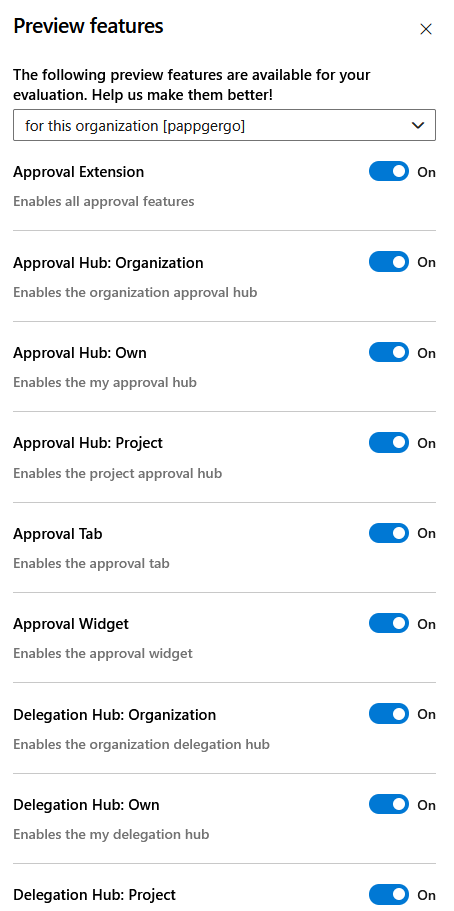 Preview features
The following preview features are available for your
evaluation. Help us make them better!
for this organization [pappgergo]
Approval Extension On
Enables all approval features
Approval Hub: Organization On
Enables the organization approval hub
Approval Hub: Own On
Enables the my approval hub
Approval Hub: Project On
Enables the project approval hub
Approval Tab On
Enables the approval tab
Approval Widget On
Enables the approval widget
Delegation Hub: Organization On
Enables the organization delegation hub
Delegation Hub: Own On
Enables the my delegation hub
Delegation Hub: Project On